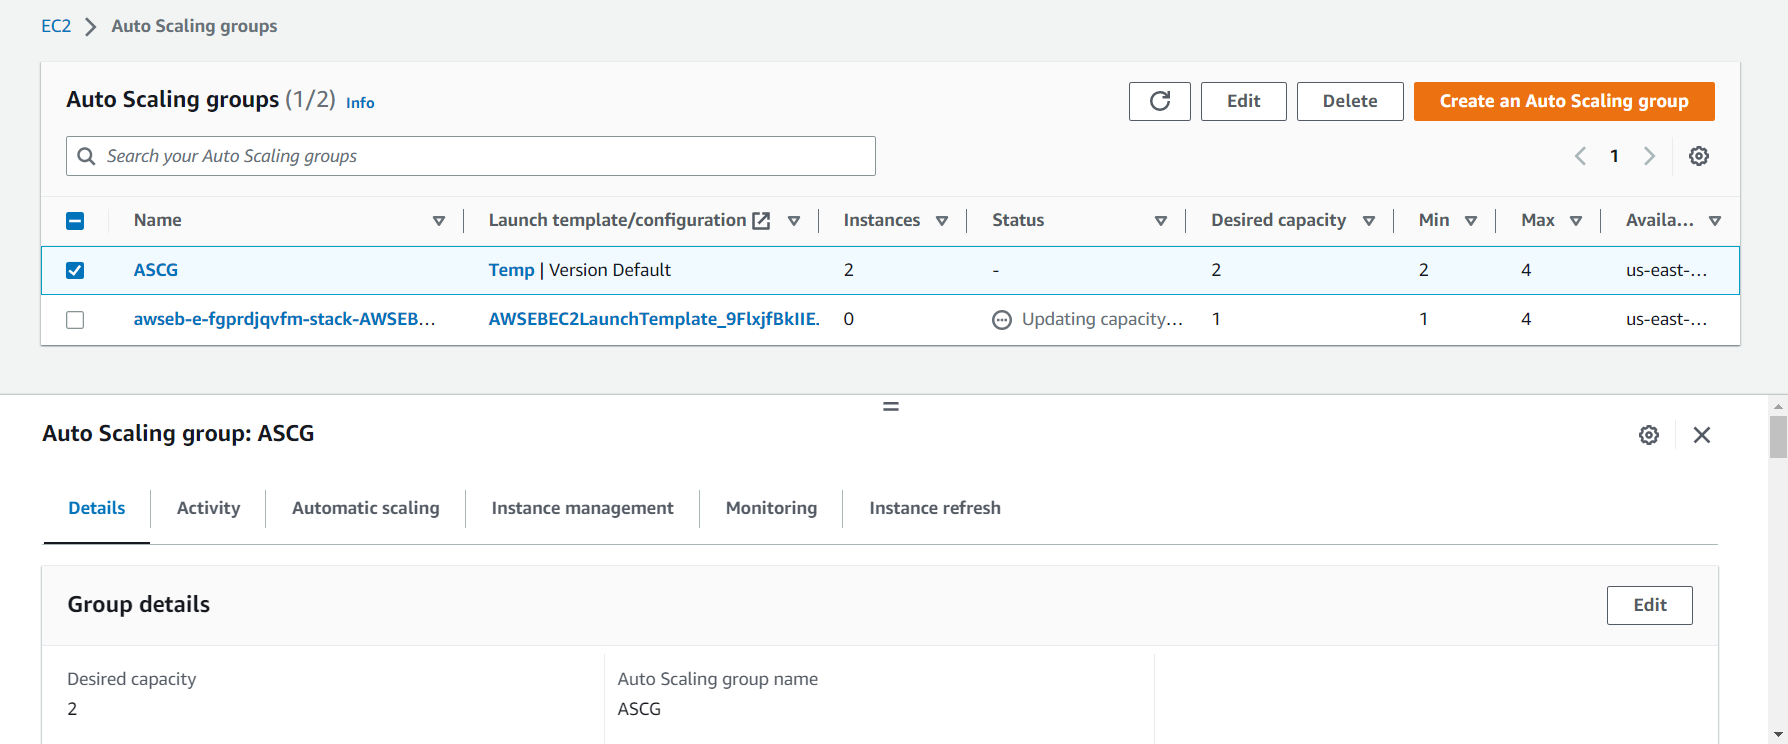 EC2 Auto Scaling groups
Auto Scaling groups (1/2) Info
Edit Delete Create an Auto Scaling group
Search your Auto Scaling groups
1
Name Launch template/configuration Instances Status Desired capacity Min Max Availa...
ASCG Temp | Version Default 2 - 2 2 4 us-east-...
awseb-e-fgprdjqvfm-stack-AWSEB... AWSEBEC2LaunchTemplate_9FlxjfBkIIE. 0 Updating capacity... 1 1 4 us-east-...
Auto Scaling group: ASCG
Details Activity Automatic scaling Instance management Monitoring Instance refresh
Group details Edit
Desired capacity Auto Scaling group name
2 ASCG